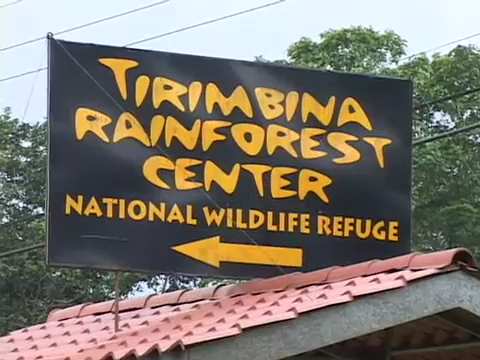 TIRIMBINA
RAINFOREST
CENTER
NATIONAL WILDLIFE REFUGE